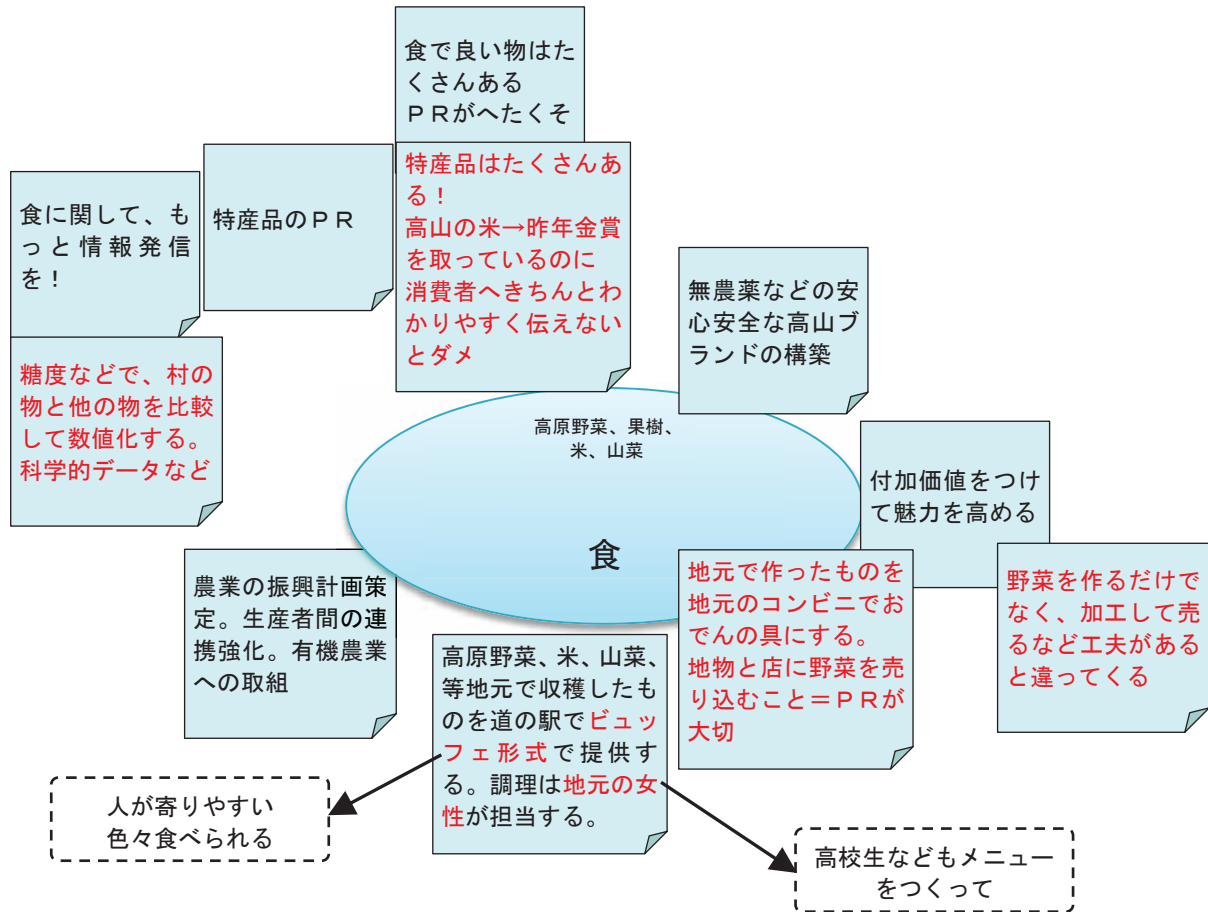 食で良い物はた
くさんある
ＰＲがへたくそ
特産品はたくさんあ
る！
高山の米→昨年金賞
を取っているのに
消費者へきちんとわ
かりやすく伝えない
とダメ
特産品のＰＲ
食に関して、も
っと情報発信
を！
糖度などで、村の
物と他の物を比較
して数値化する。
科学的データなど
無農薬などの安
心安全な高山ブ
ランドの構築
高原野菜、果樹、
米、山菜
食
付加価値をつけ
て魅力を高める
野菜を作るだけで
なく、加工して売
るなど工夫がある
と違ってくる
地元で作ったものを
地元のコンビニでお
でんの具にする。
地物と店に野菜を売
り込むこと＝ＰＲが
大切
農業の振興計画策
定。生産者間の連
携強化。有機農業
への取組
高原野菜、米、山菜、
等地元で収穫したも
のを道の駅でビュッ
フェ形式で提供す
る。調理は地元の女
性が担当する。
人が寄りやすい
色々食べられる
高校生などもメニュー
をつくって